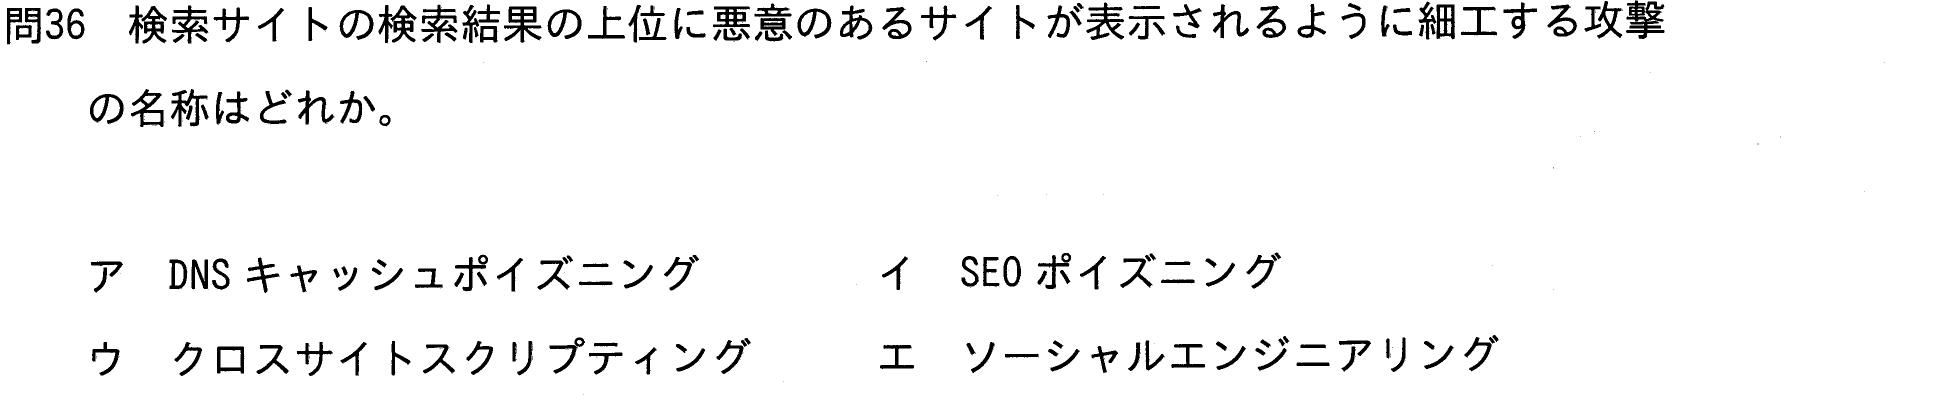 問36　検索サイトの検索結果の上位に悪意のあるサイトが表示されるように細工する攻撃
の名称はどれか。
ア　DNS キャッシュポイズニング　イ　SEO ポイズニング
ウ　クロスサイトスクリプティング　エ　ソーシャルエンジニアリング